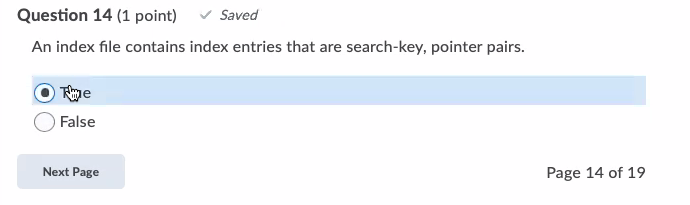 Question 14 (1 point) ✓ Saved
An index file contains index entries that are search-key, pointer pairs.
True
False
Next Page
Page 14 of 19